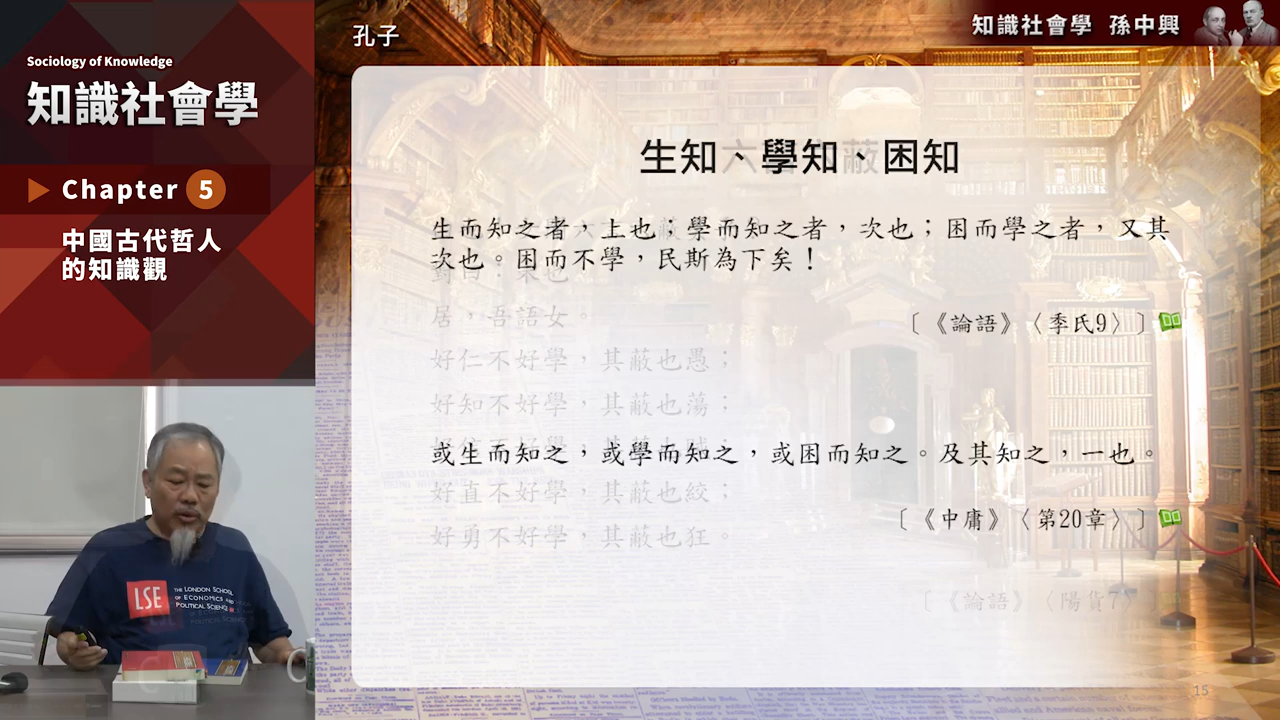 Sociology of Knowledge
知識社會學
Chapter 5
中國古代哲人
的知識觀
孔子
知識社會學 孫中興
生知、學知、困知
生而知之者，上也；學而知之者，次也；困而學之者，又其
次也。困而不學，民斯為下矣！
〔《論語》〈季氏9〉〕
居，吾語女。
好仁不好學，其蔽也愚；
好知不好學，其蔽也蕩；
或生而知之，或學而知之，或困而知之。及其知之，一也。
好直不好學，其蔽也絞；
〔《中庸》〈第20章〉〕
好勇不好學，其蔽也狂。
《論語》〈陽貨7
15
LSE
THE LONDON SCHOOL
OF ECONOMICS AND
POLITICAL SCIENCE